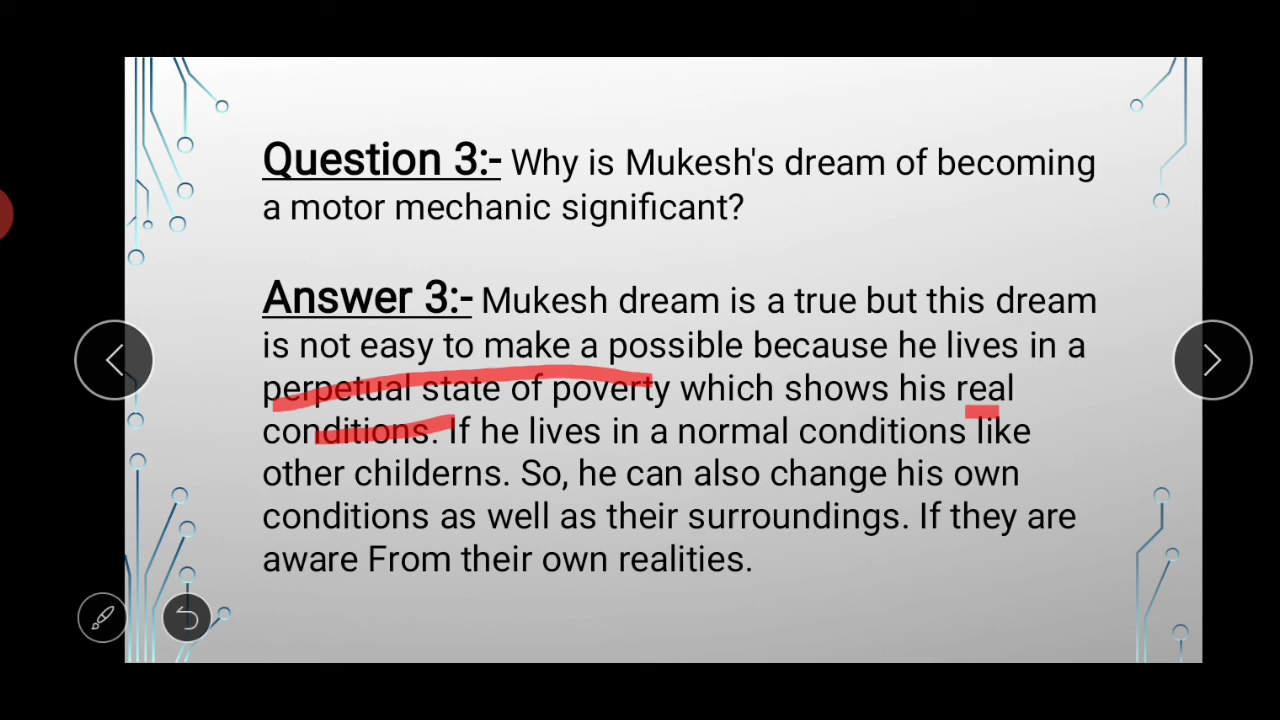 Question 3:- Why is Mukesh's dream of becoming
a motor mechanic significant?
Answer 3:- Mukesh dream is a true but this dream
is not easy to make a possible because he lives in a
perpetual state of poverty which shows his real
conditions. If he lives in a normal conditions like
other childerns. So, he can also change his own
conditions as well as their surroundings. If they are
aware From their own realities.